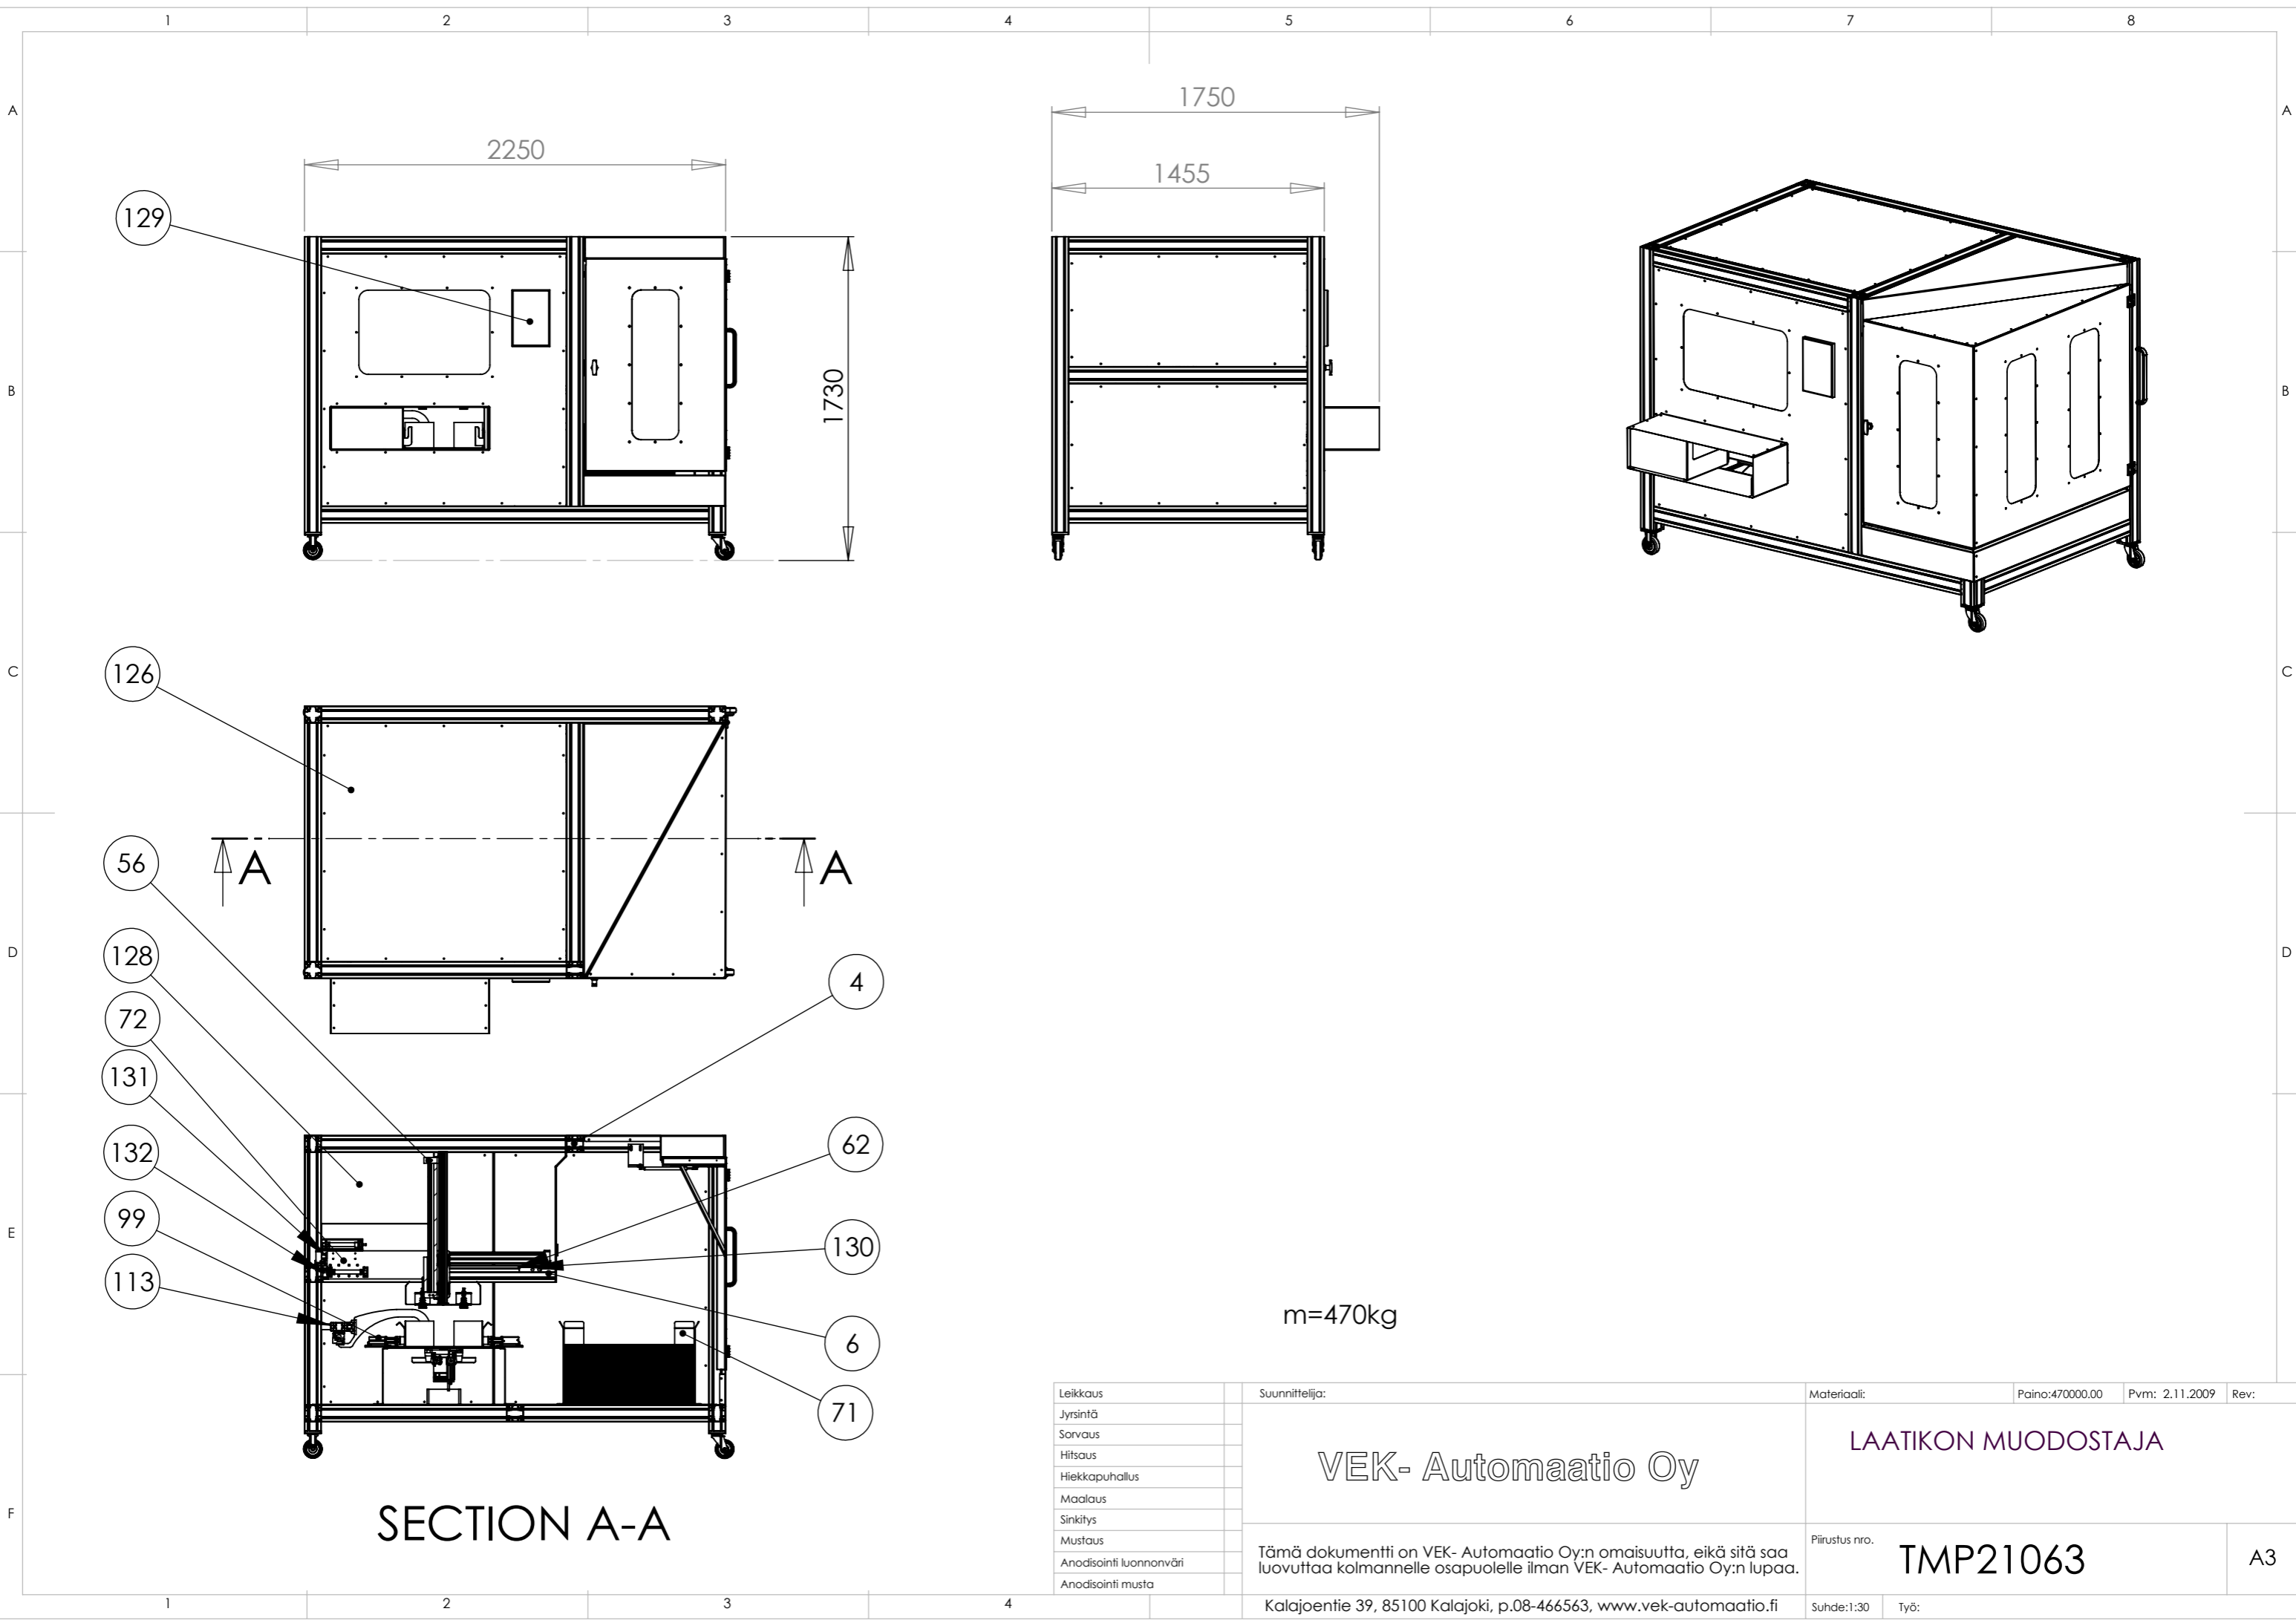 1 2 3 4 5 6 7 8
A A
B B
C C
D D
E E
F
2250
1750
1455
1730
129
126
56
128
72
131
132
99
113
A A
4
62
130
6
71
SECTION A-A
m=470kg
Leikkaus
Jyrsintä
Sorvaus
Hitsaus
Hiekkapuhallus
Maalaus
Sinkitys
Mustaus
Anodisointi luonnonväri
Anodisointi musta
Suunnittelija:
VEK- Automaatio Oy
Tämä dokumentti on VEK- Automaatio Oy:n omaisuutta, eikä sitä saa
luovuttaa kolmannelle osapuolelle ilman VEK- Automaatio Oy:n lupaa.
Kalajoentie 39, 85100 Kalajoki, p.08-466563, www.vek-automaatio.fi
Materiaali: Paino:470000.00 Pvm: 2.11.2009 Rev:
LAATIKON MUODOSTAJA
Piirustus nro. TMP21063 A3
Suhde:1:30 Työ:
1 2 3 4